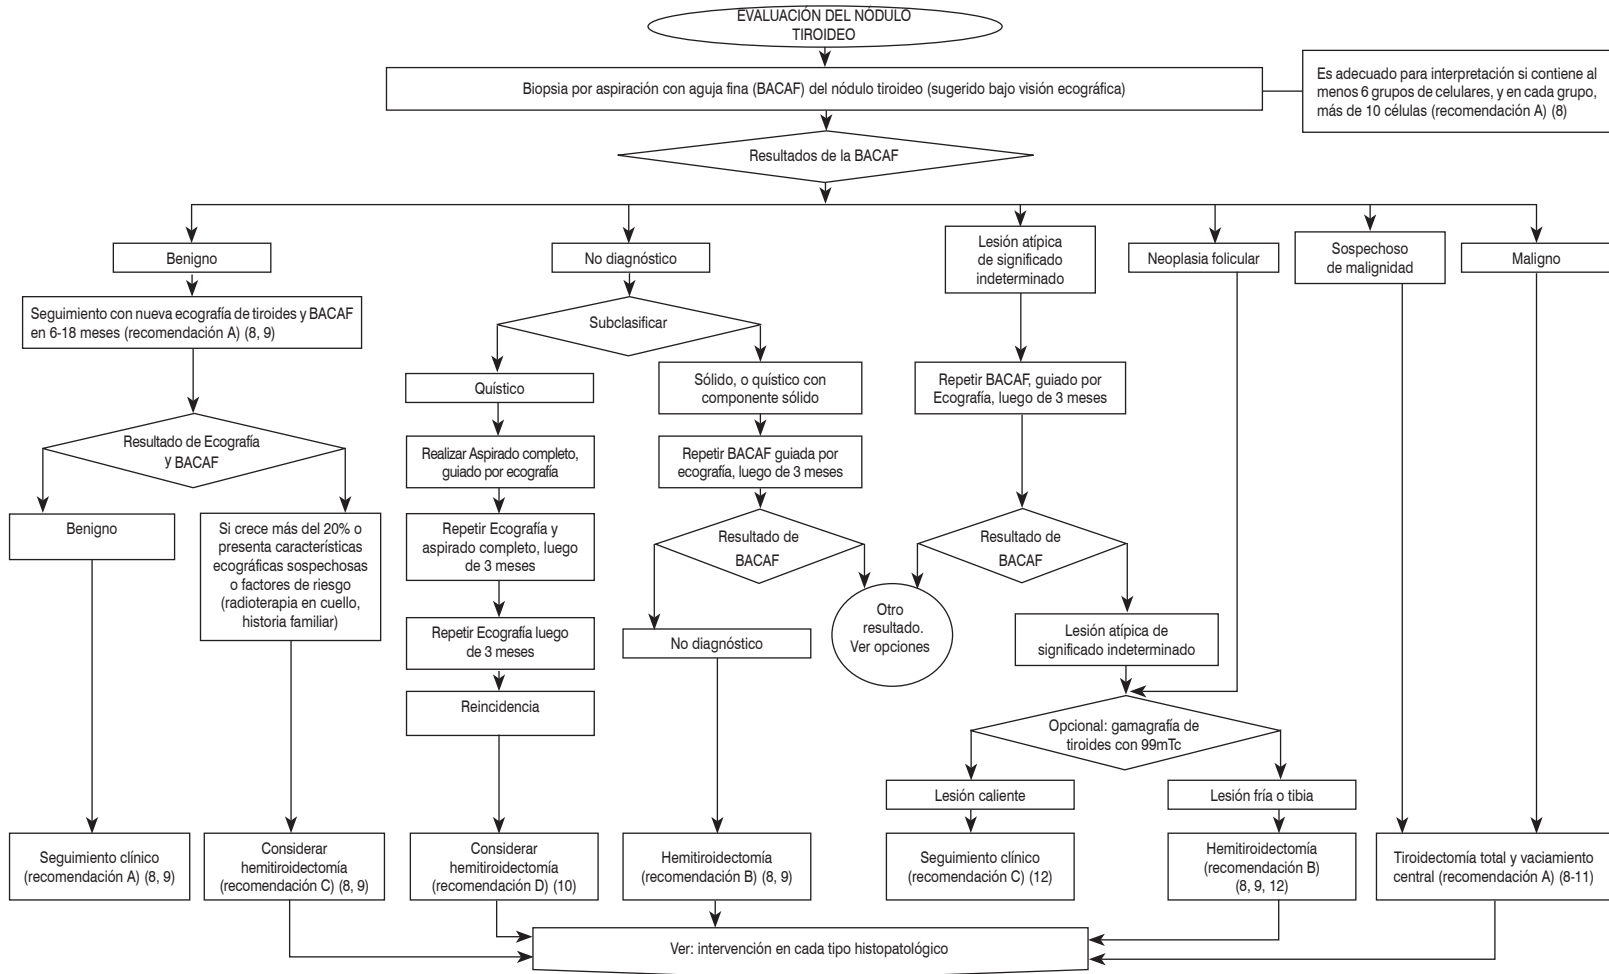 EVALUACIÓN DEL NÓDULO
TIROIDEO
Biopsia por aspiración con aguja fina (BACAF) del nódulo tiroideo (sugerido bajo visión ecográfica)
Es adecuado para interpretación si contiene al
menos 6 grupos de celulares, y en cada grupo,
más de 10 células (recomendación A) (8)
Resultados de la BACAF
Benigno
No diagnóstico
Lesión atípica
de significado
indeterminado
Neoplasia folicular
Sospechoso
de malignidad
Maligno
Seguimiento con nueva ecografía de tiroides y BACAF
en 6-18 meses (recomendación A) (8, 9)
Subclasificar
Quístico
Sólido, o quístico con
componente sólido
Repetir BACAF, guiado por
Ecografía, luego de 3 meses
Resultado de Ecografía
y BACAF
Realizar Aspirado completo,
guiado por ecografía
Repetir BACAF guiada por
ecografía, luego de 3 meses
Benigno
Si crece más del 20% o
presenta características
ecográficas sospechosas
o factores de riesgo
(radioterapia en cuello,
historia familiar)
Repetir Ecografía y
aspirado completo, luego
de 3 meses
Resultado de
BACAF
Resultado de
BACAF
Otro
resultado.
Ver opciones
Repetir Ecografía luego
de 3 meses
No diagnóstico
Lesión atípica de
significado indeterminado
Reincidencia
Opcional: gamagrafía de
tiroides con 99mTc
Lesión caliente
Lesión fría o tibia
Seguimiento clínico
(recomendación A) (8, 9)
Considerar
hemitiroidectomía
(recomendación C) (8, 9)
Considerar
hemitiroidectomía
(recomendación D) (10)
Hemitiroidectomía
(recomendación B) (8, 9)
Seguimiento clínico
(recomendación C) (12)
Hemitiroidectomía
(recomendación B)
(8, 9, 12)
Tiroidectomía total y vaciamiento
central (recomendación A) (8-11)
Ver: intervención en cada tipo histopatológico